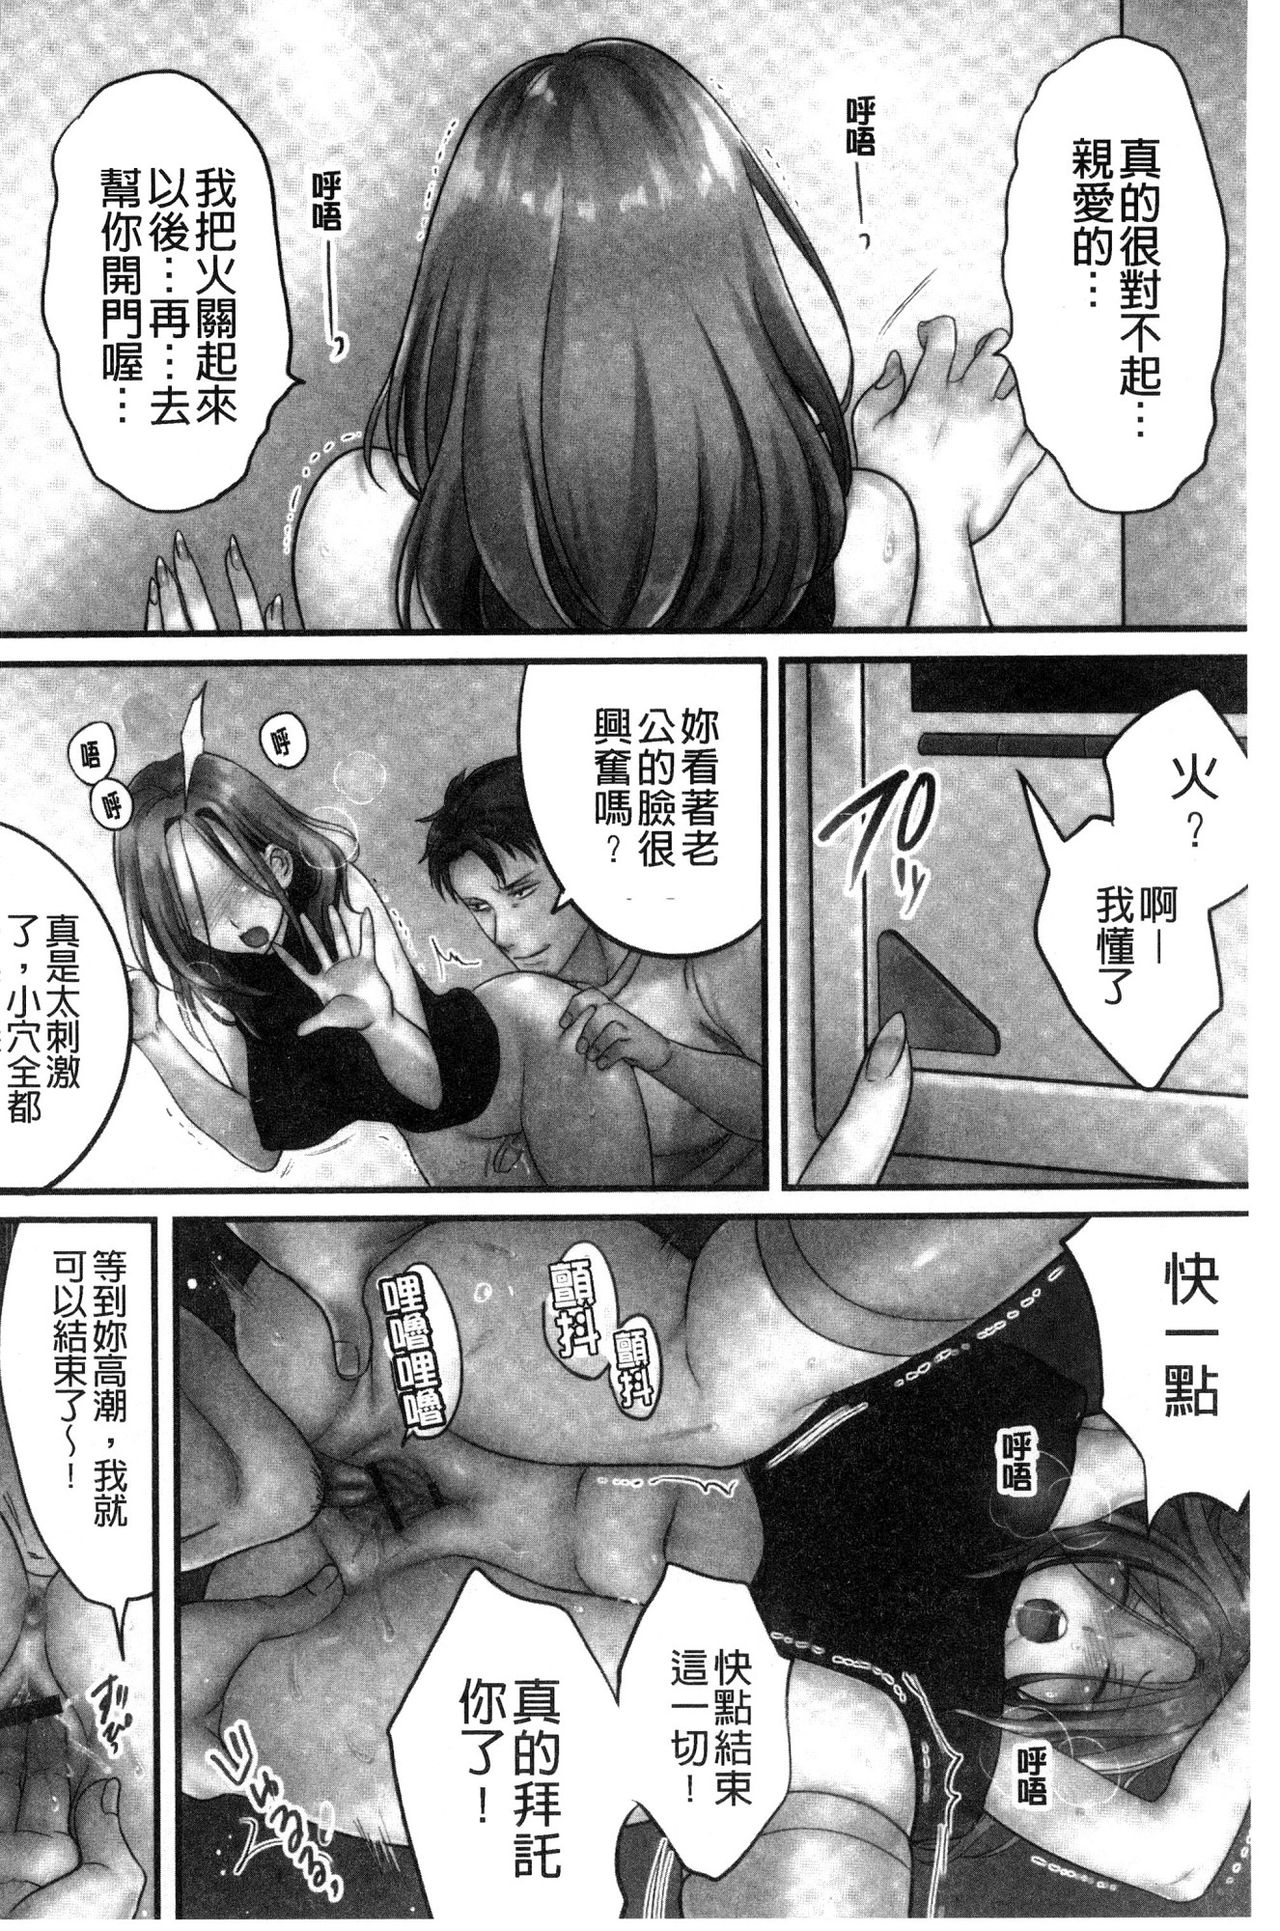 真的很對不起…
親愛的…
呼唔
呼唔
我把火關起來
以後…再…去
幫你開門喔…
火？
啊—
我懂了
妳看著老
公的臉很
興奮嗎？
呼
唔
呼
真是太刺激
了，小穴全都
快一點
呼唔
呼唔
顫抖
顫抖
哩嚕哩嚕
快點結束
這一切！
真的拜託
你了！
等到妳高潮，我就
可以結束了～！